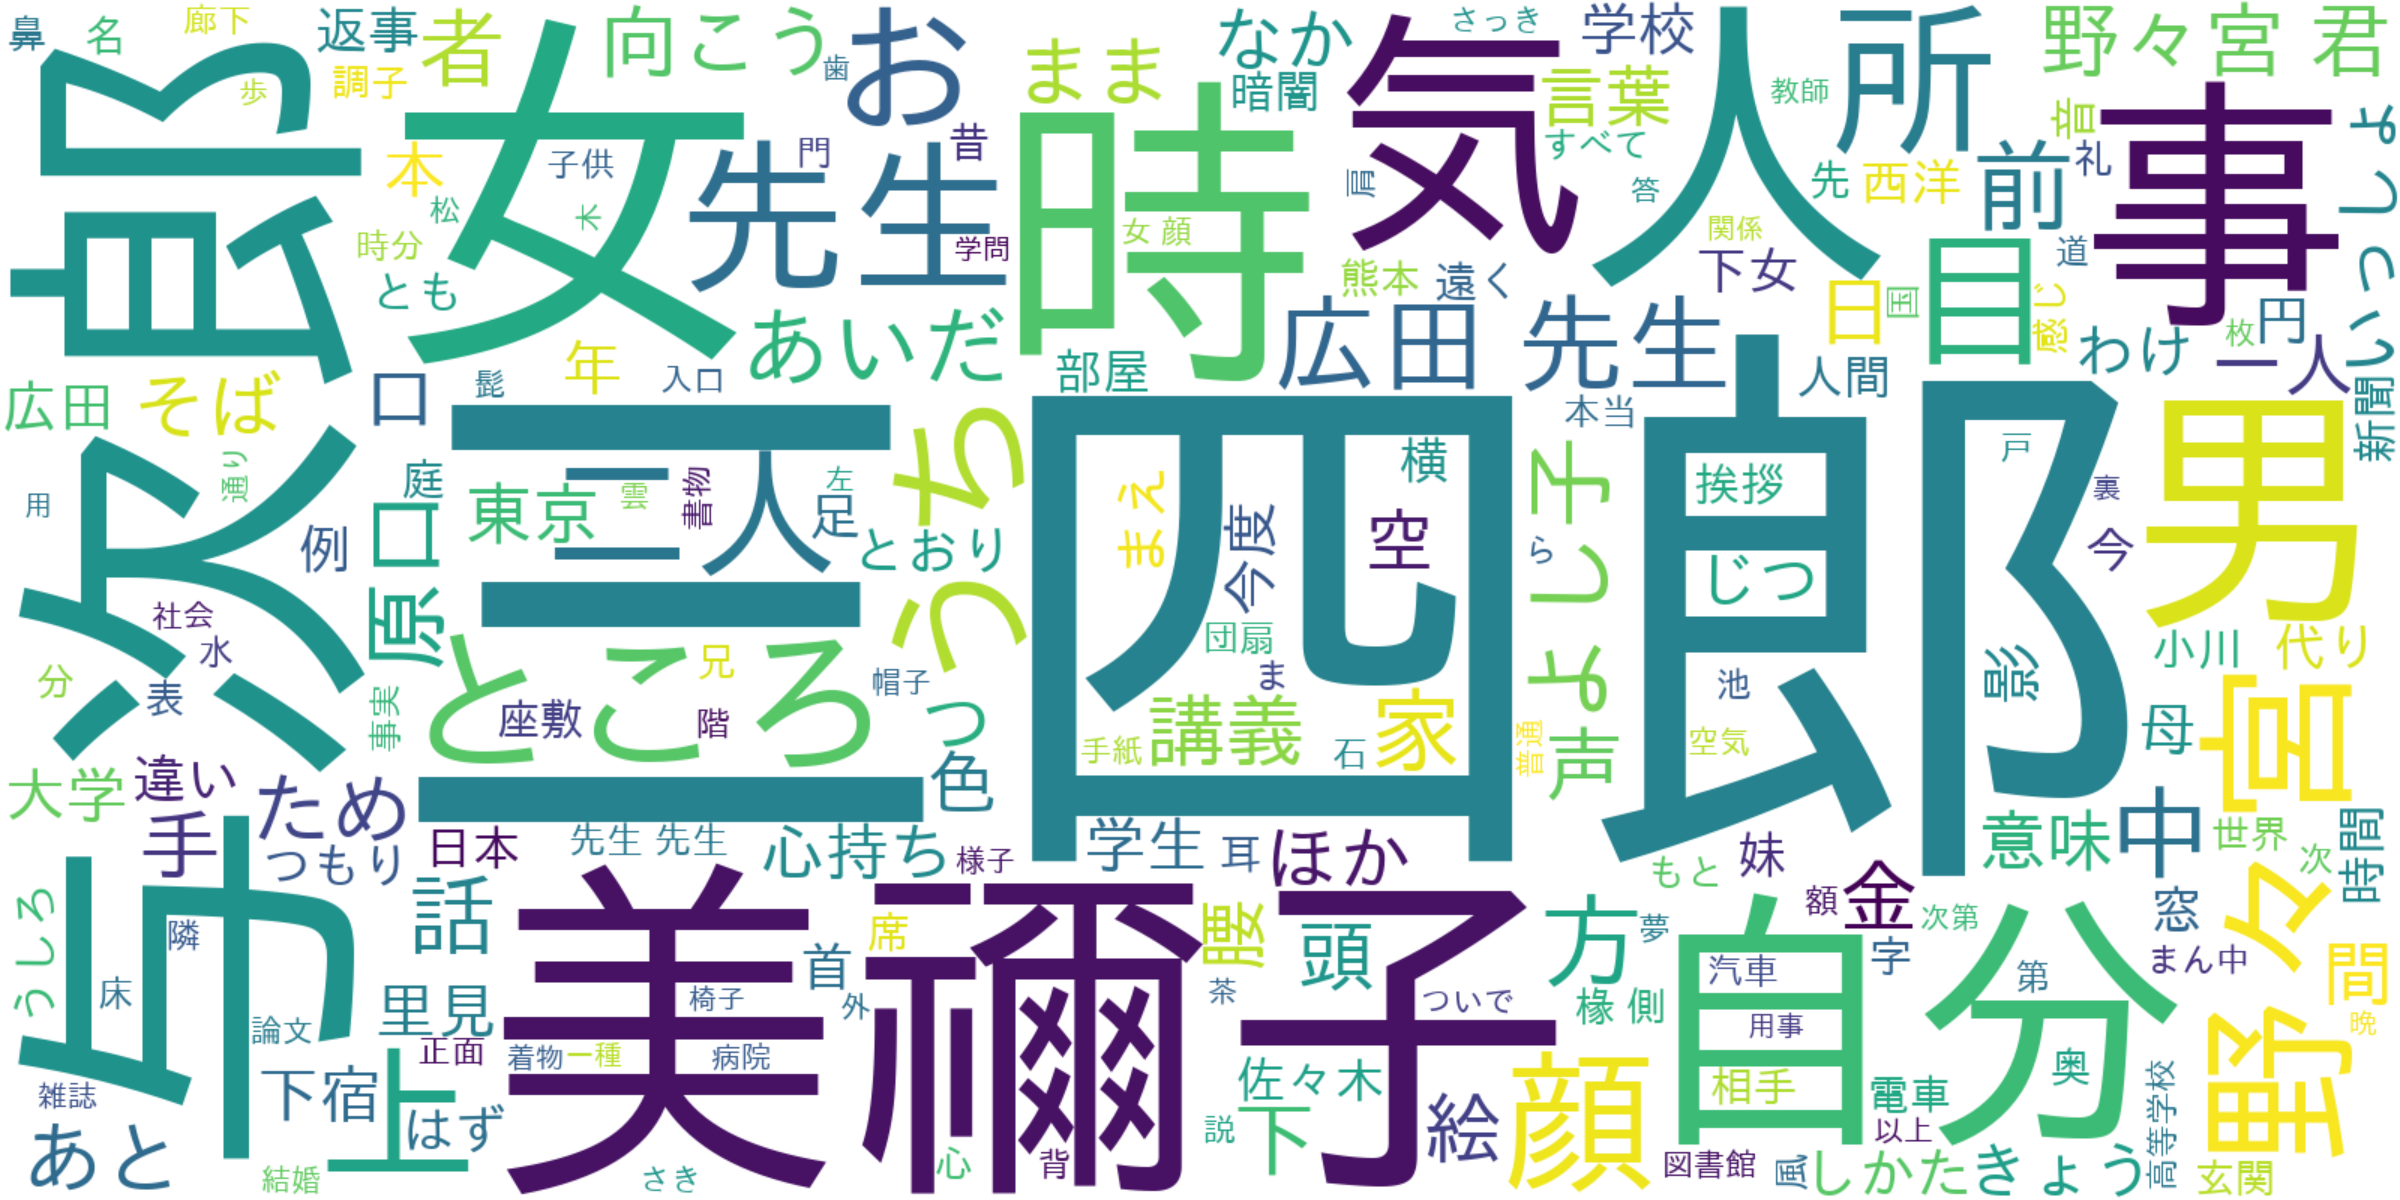 三四郎
美禰子
与次郎
女
時
気
人
事
所
男
自分
ところ
先生
お
目
前
広田 先生
野々宮 君
野々宮
顔
三人
うち
よし子
いっしょ
鼻
名
廊下
歩
返事
調子
者
向こう
歯
本
子供
門
昔
松
木
時分
とも
学問
あいだ
まま
なか
暗闇
さっき
学校
言葉
すべて
教師
音
礼
肩
答
先
西洋
関係
下女
道
女 顔
熊本
遠く
日
国
感じ
枚
円
わけ
一人
新聞
広田
そば
年
口
髭
入口
部屋
人間
本当
用
通り
庭
東京
雲
書物
左
足
とおり
まえ
今度
横
空
ら
挨拶
じつ
戸
裏
今
例
原口
社会
水
分
表
事実
座敷
兄
階
帽子
つ
団扇
ま
講義
手紙
石
家
普通
声
池
空気
影
小川
代り
母
大学
違い
手
ため
つもり
日本
先生 先生
心持ち
色
様子
学生
耳
ほか
もと
妹
額
金
意味
中
世界
次
時間
うしろ
床
隣
話
里見
論文
正面
着物
一種
椅子
病院
首
外
席
腰
茶
頭
ついで
方
夢
椽 側
汽車
用事
相手
字
次第
第
奥
電車
以上
窓
まん中
間
晩
雑誌
下宿
上
はず
あと
結婚
さき
心
背
説
佐々木
下
絵
図書館
風
しかた
きょう
高等学校
玄関